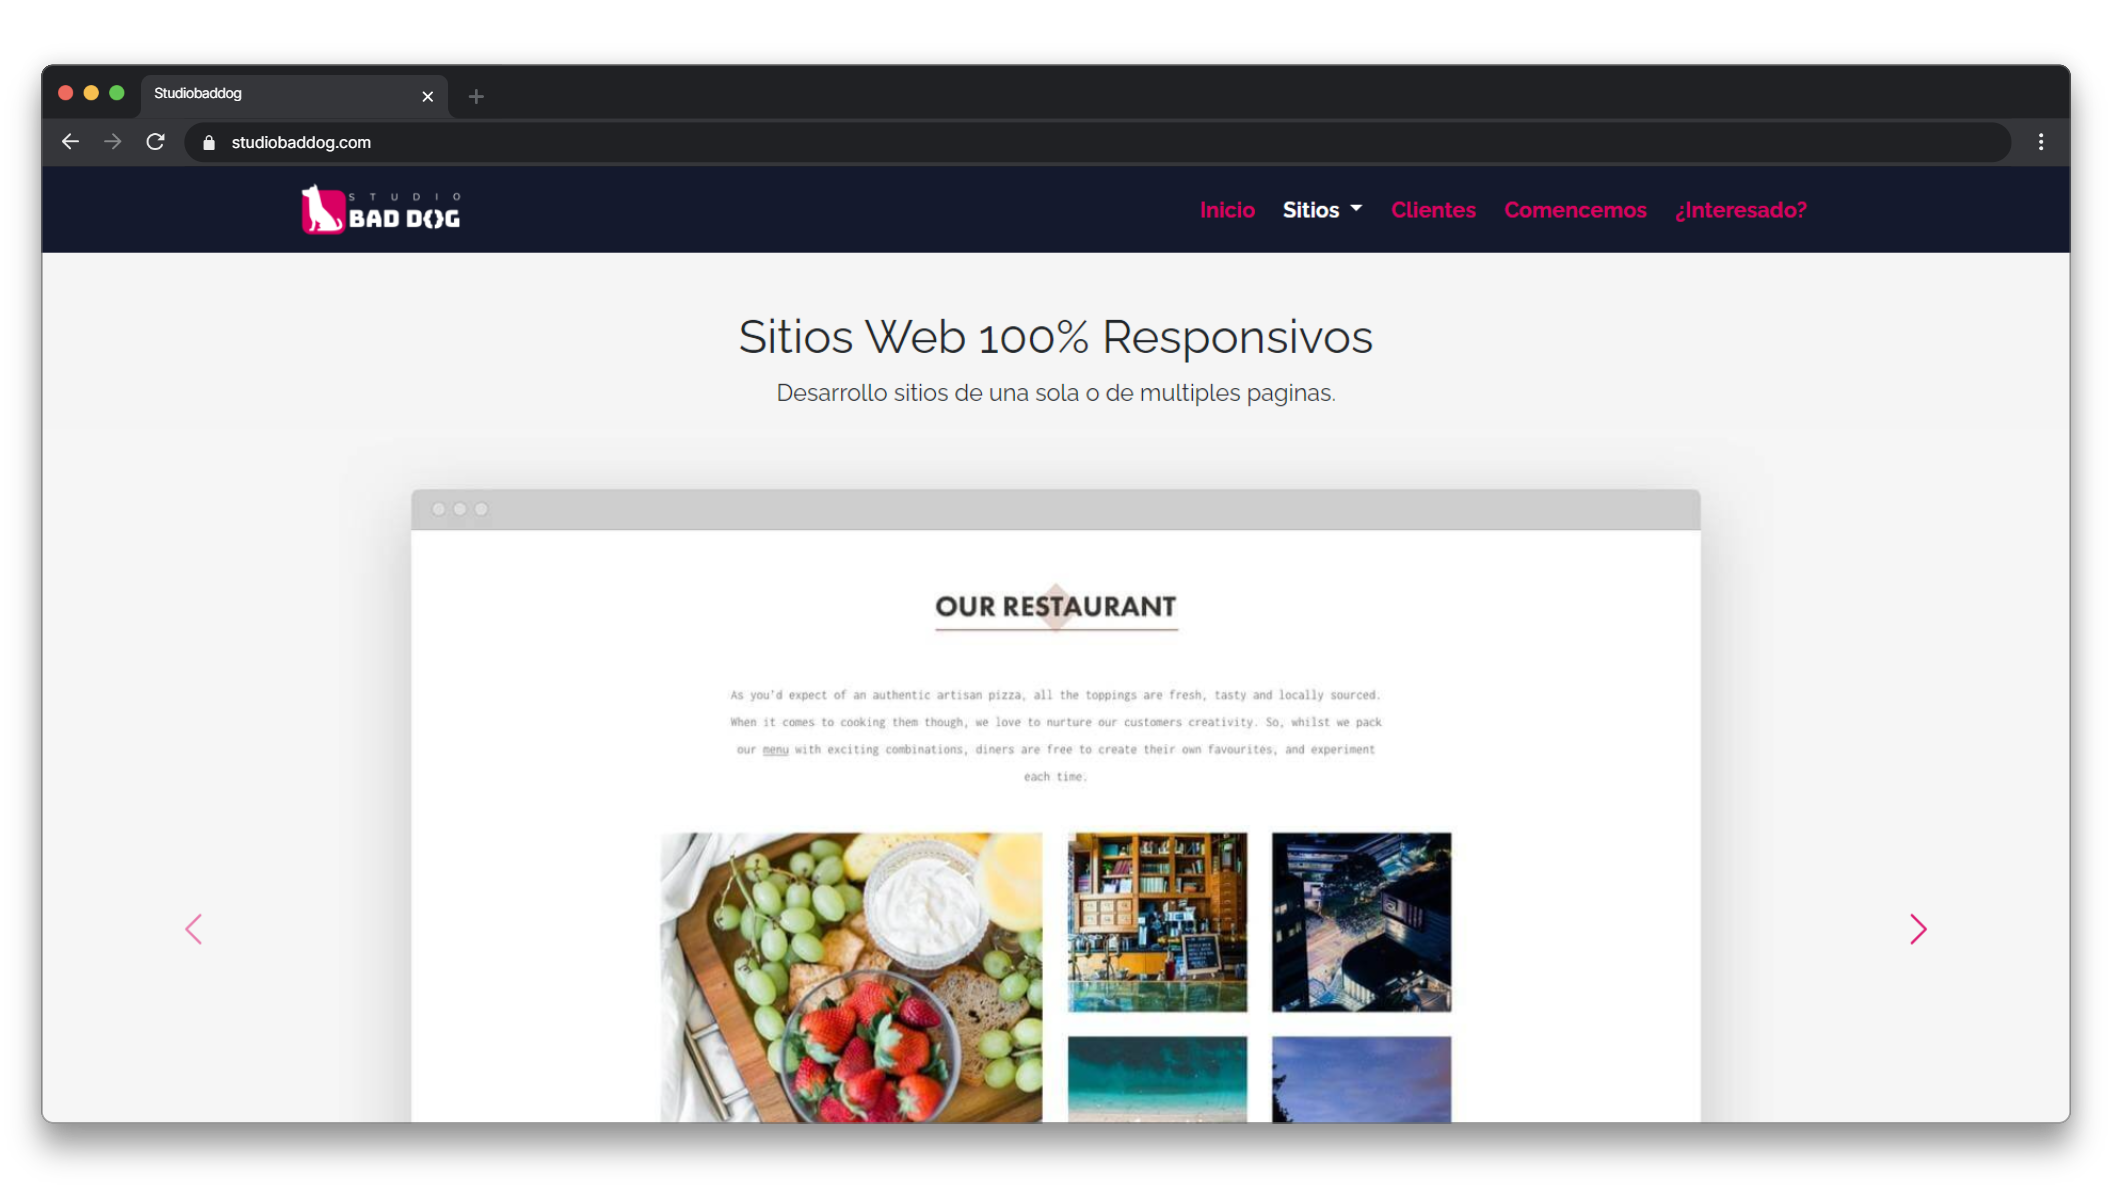 Studiobaddog
studiobaddog.com
STUDIO
BAD DOG
Inicio Sitios Clientes Comencemos ¿Interesado?
Sitios Web 100% Responsivos
Desarrollo sitios de una sola o de multiples paginas.
OUR RESTAURANT
As you'd expect of an authentic artisan pizza, all the toppings are fresh, tasty and locally sourced.
When it comes to cooking them though, we love to nurture our customers creativity. So, whilst we pack
our menu with exciting combinations, diners are free to create their own favourites, and experiment
each time.